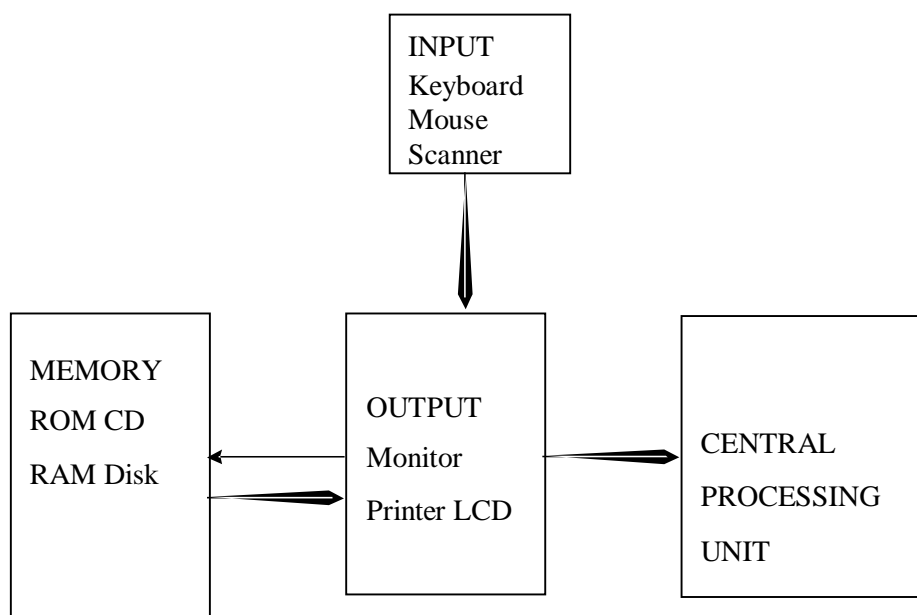 INPUT
Keyboard
Mouse
Scanner
MEMORY
ROM CD
RAM Disk
OUTPUT
Monitor
Printer LCD
CENTRAL
PROCESSING
UNIT